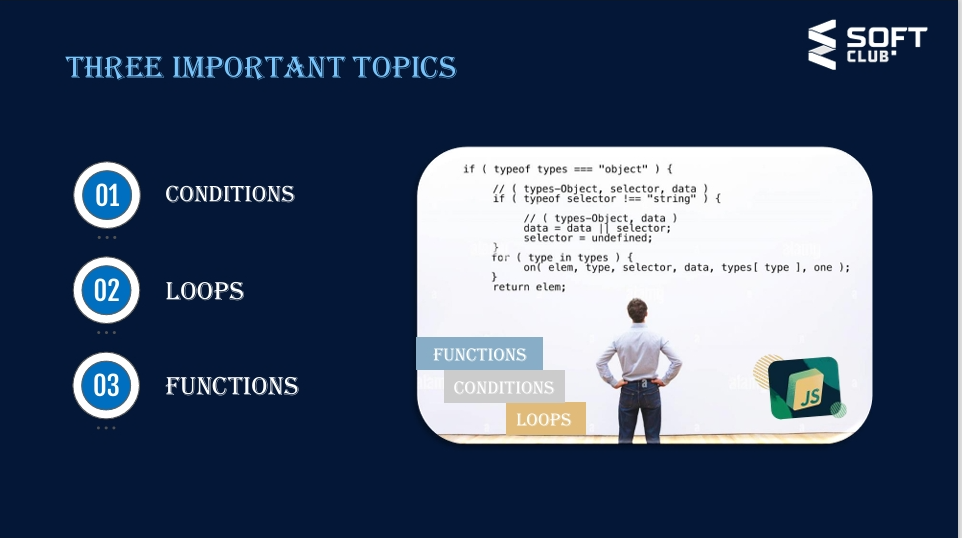 THREE IMPORTANT TOPICS
SOFT
CLUB
01
CONDITIONS
02
LOOPS
03
FUNCTIONS
if ( typeof types === "object" ) {
// ( types-Object, selector, data )
if ( typeof selector !== "string" ) {
// ( types-Object, data )
data = data || selector;
selector = undefined;
}
for ( type in types ) {
on( elem, type, selector, data, types[ type ], one );
}
return elem;
FUNCTIONS
CONDITIONS
LOOPS
JS